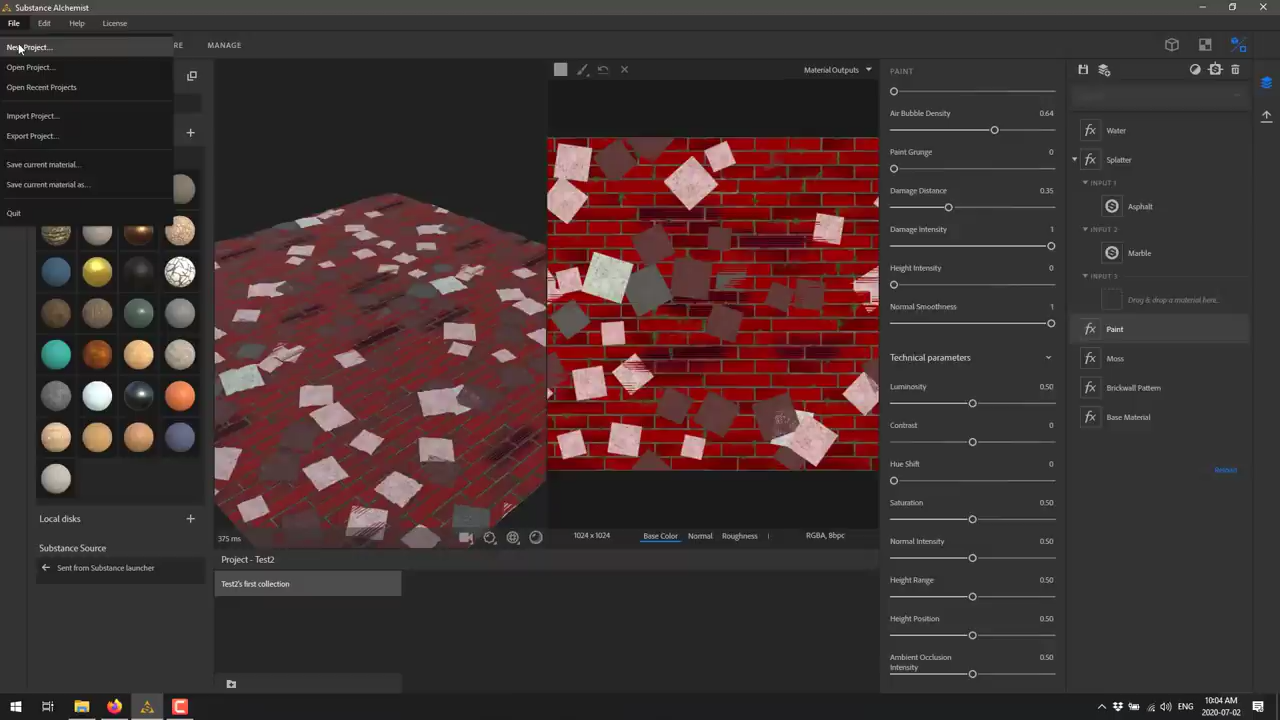 Substance Alchemist
File Edit Help License
New Project...
Open Project...
Open Recent Projects
Import Project...
Export Project...
Save current material...
Save current material as...
Quit
RE MANAGE
Local disks
Substance Source
Sent from Substance launcher
375 ms
Material Outputs
1024 x 1024 Base Color Normal Roughness RGBA, 8bpc
Project - Test2
Test2's first collection
PAINT
Air Bubble Density 0.64
Paint Grunge 0
Damage Distance 0.35
Damage Intensity 1
Height Intensity 0
Normal Smoothness 1
Technical parameters
Luminosity 0.50
Contrast 0
Hue Shift 0
Saturation 0.50
Normal Intensity 0.50
Height Range 0.50
Height Position 0.50
Ambient Occlusion
Intensity 0.50
fx Water
fx Splatter
INPUT 1
Asphalt
INPUT 2
Marble
INPUT 3
Drag & drop a material here...
fx Paint
fx Moss
fx Brickwall Pattern
fx Base Material
ENG
10:04 AM
2020-07-02